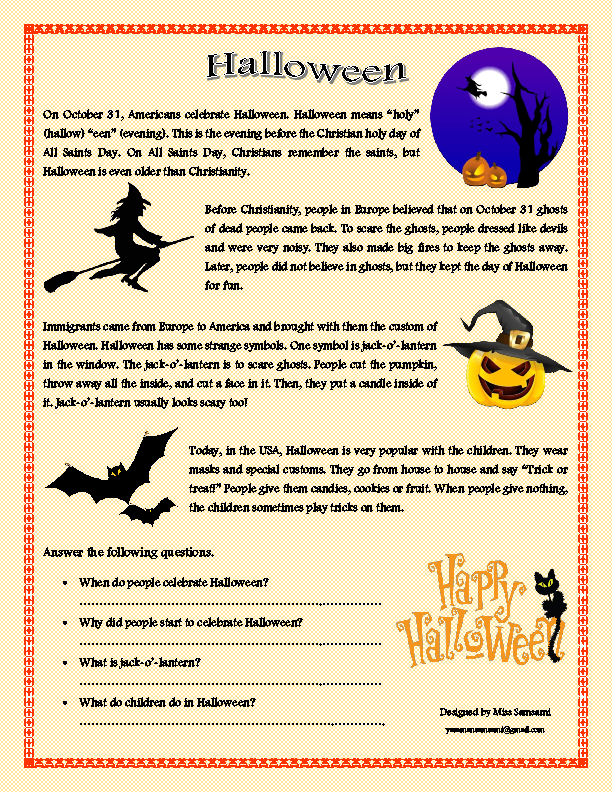 Halloween
On October 31, Americans celebrate Halloween. Halloween means “holy”
(hallow) “een” (evening). This is the evening before the Christian holy day of
All Saints Day. On All Saints Day, Christians remember the saints, but
Halloween is even older than Christianity.
Before Christianity, people in Europe believed that on October 31 ghosts
of dead people came back. To scare the ghosts, people dressed like devils
and were very noisy. They also made big fires to keep the ghosts away.
Later, people did not believe in ghosts, but they kept the day of Halloween
for fun.
Immigrants came from Europe to America and brought with them the custom of
Halloween. Halloween has some strange symbols. One symbol is jack-o’-lantern
in the window. The jack-o’-lantern is to scare ghosts. People cut the pumpkin,
throw away all the inside, and cut a face in it. Then, they put a candle inside of
it. Jack-o’-lantern usually looks scary too!
Today, in the USA, Halloween is very popular with the children. They wear
masks and special customs. They go from house to house and say “Trick or
treat!” People give them candies, cookies or fruit. When people give nothing,
the children sometimes play tricks on them.
Answer the following questions.
• When do people celebrate Halloween?
• Why did people start to celebrate Halloween?
• What is jack-o’-lantern?
• What do children do in Halloween?
Happy
Halloween
Designed by Miss Samsami